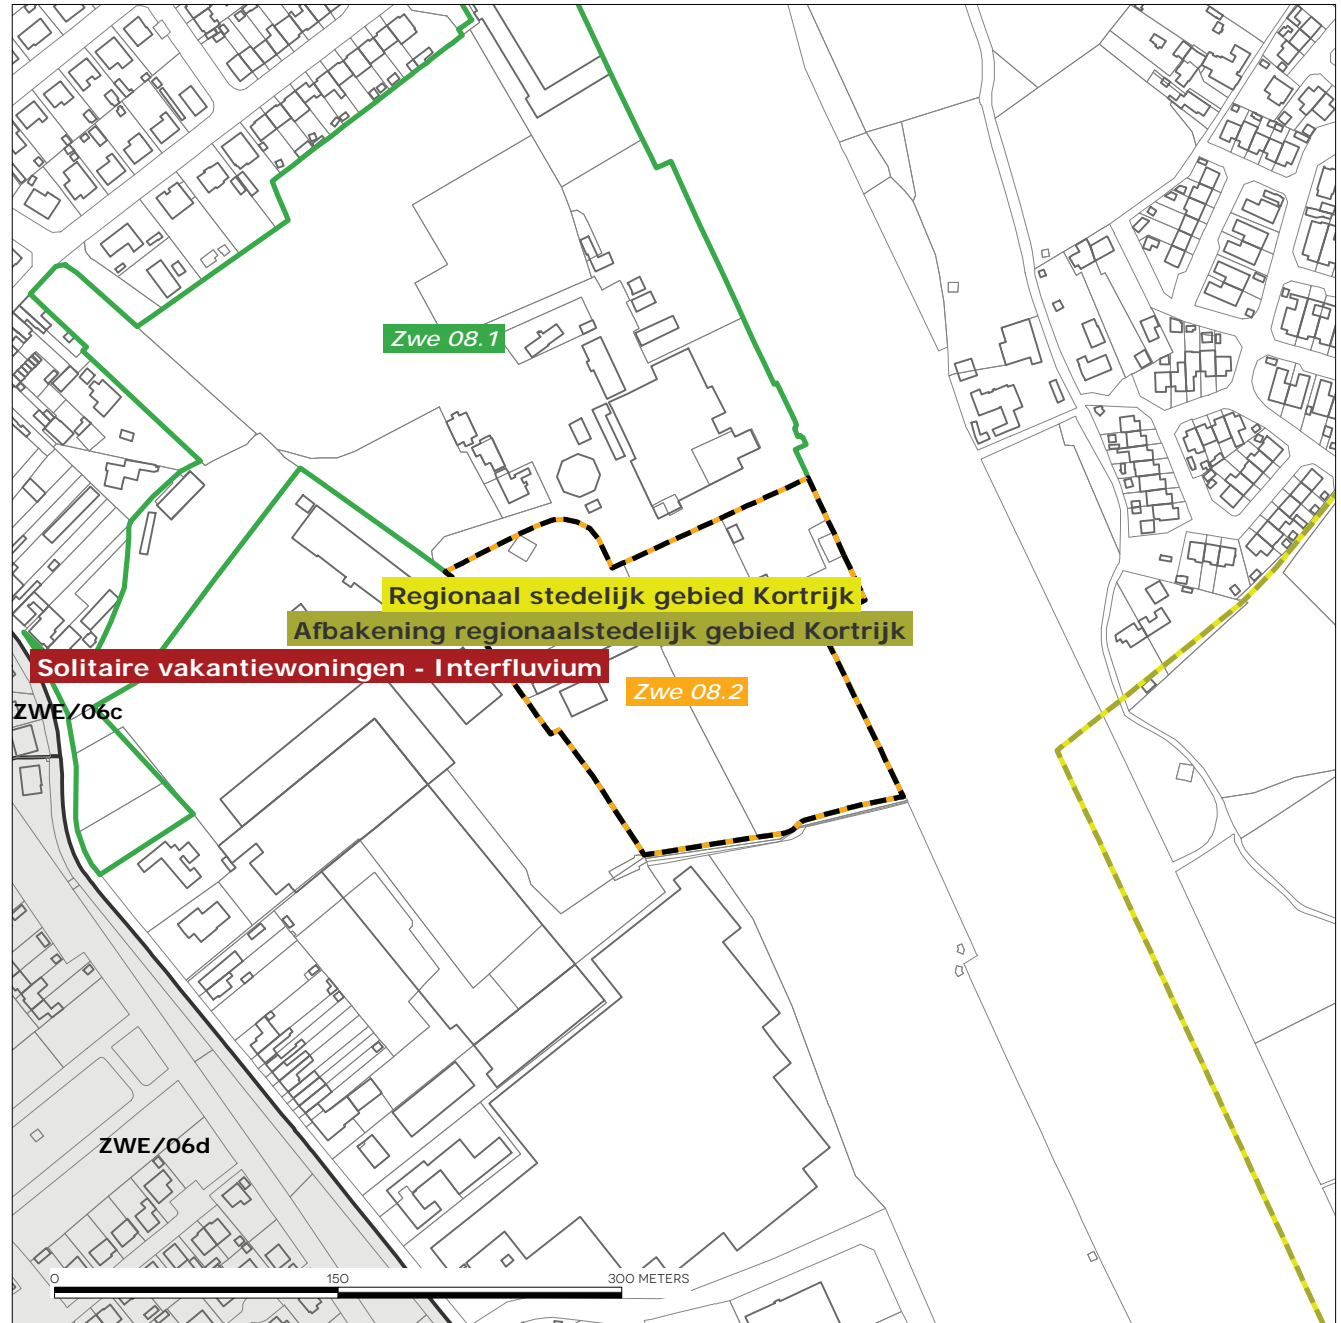 Zwe 08.1
Regionaal stedelijk gebied Kortrijk
Afbakening regionaalstedelijk gebied Kortrijk
Solitaire vakantiewoningen - Interfluvium
Zwe 08.2
ZWE/06c
ZWE/06d
0 150 300 METERS